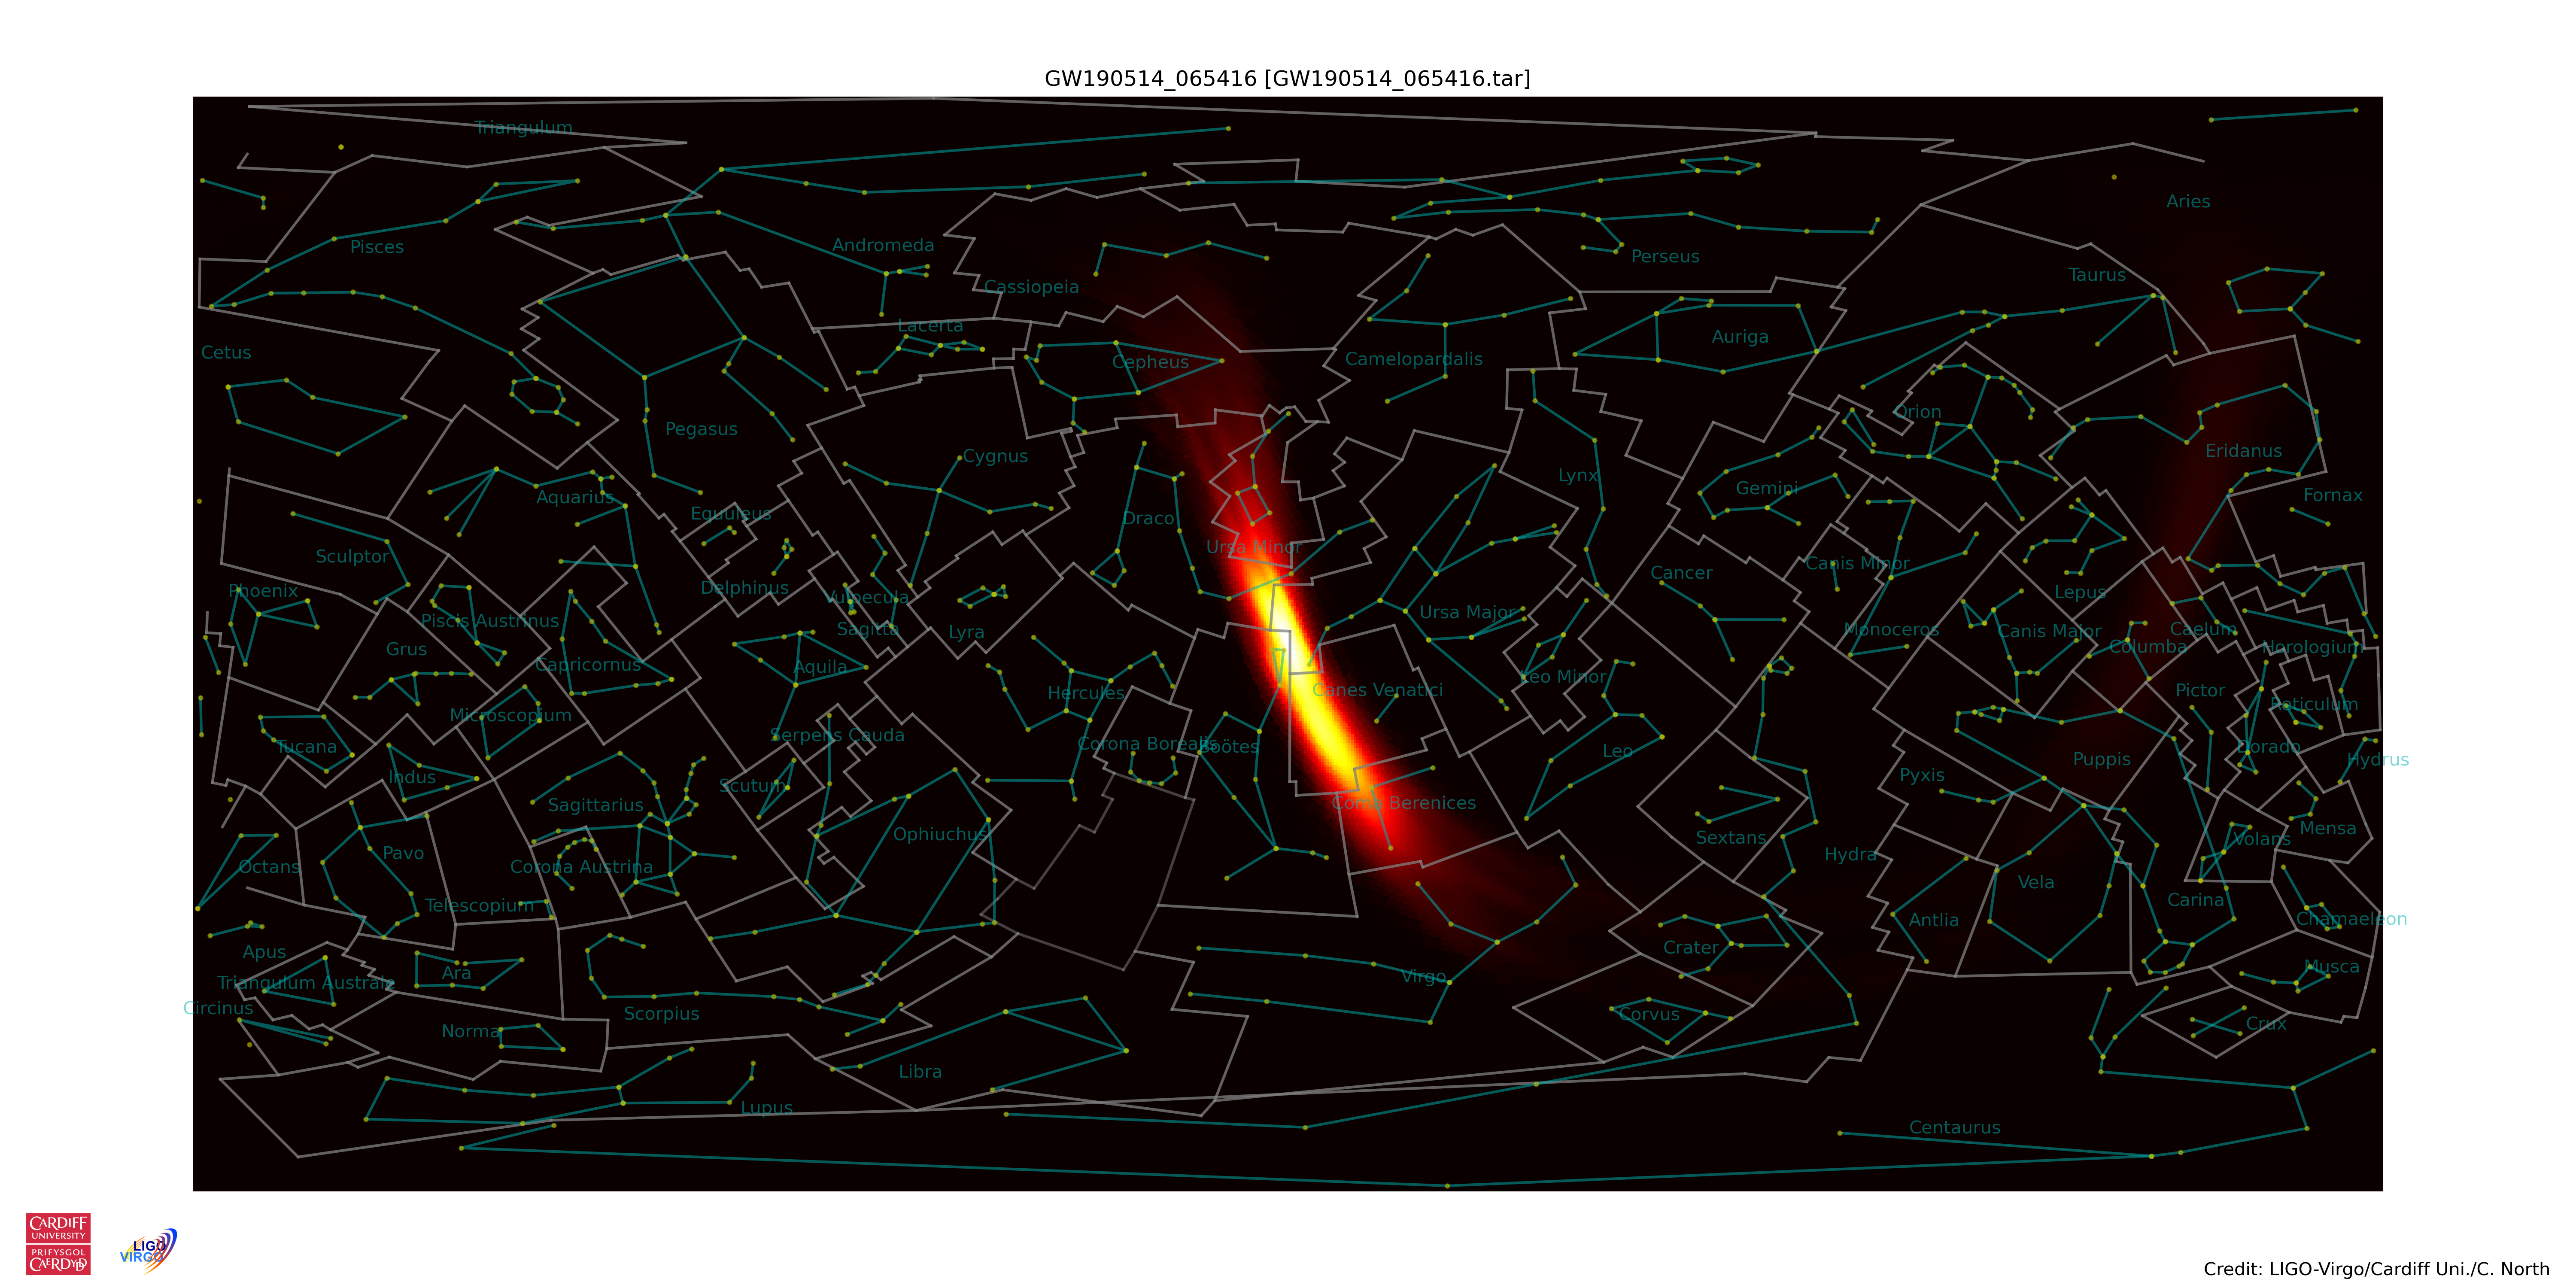 GW190514_065416 [GW190514_065416.tar]
Triangulum
Aries
Pisces
Andromeda
Perseus
Taurus
Cassiopeia
Lacerta
Auriga
Cetus
Cepheus
Camelopardalis
Orion
Pegasus
Eridanus
Cygnus
Lynx
Gemini
Fornax
Aquarius
Equuleus
Draco
Ursa Minor
Sculptor
Canis Minor
Cancer
Phoenix
Delphinus
Vulpecula
Lepus
Piscis Austrinus
Ursa Major
Sagitta
Lyra
Monoceros
Canis Major
Caelum
Grus
Columba
Horologium
Capricornus
Aquila
Leo Minor
Hercules
Canes Venatici
Pictor
Reticulum
Microscopium
Serpens Cauda
Corona Borealis
Boötes
Tucana
Leo
Dorado
Puppis
Hydrus
Indus
Scutum
Pyxis
Sagittarius
Coma Berenices
Ophiuchus
Sextans
Mensa
Volans
Pavo
Hydra
Octans
Corona Austrina
Vela
Carina
Telescopium
Antlia
Chamaeleon
Apus
Crater
Ara
Virgo
Musca
Triangulum Australe
Circinus
Scorpius
Corvus
Norma
Crux
Libra
Lupus
Centaurus
CARDIFF
UNIVERSITY
PRIFYSGOL
CAERDYDD
LIGO
VIRGO
Credit: LIGO-Virgo/Cardiff Uni./C. North